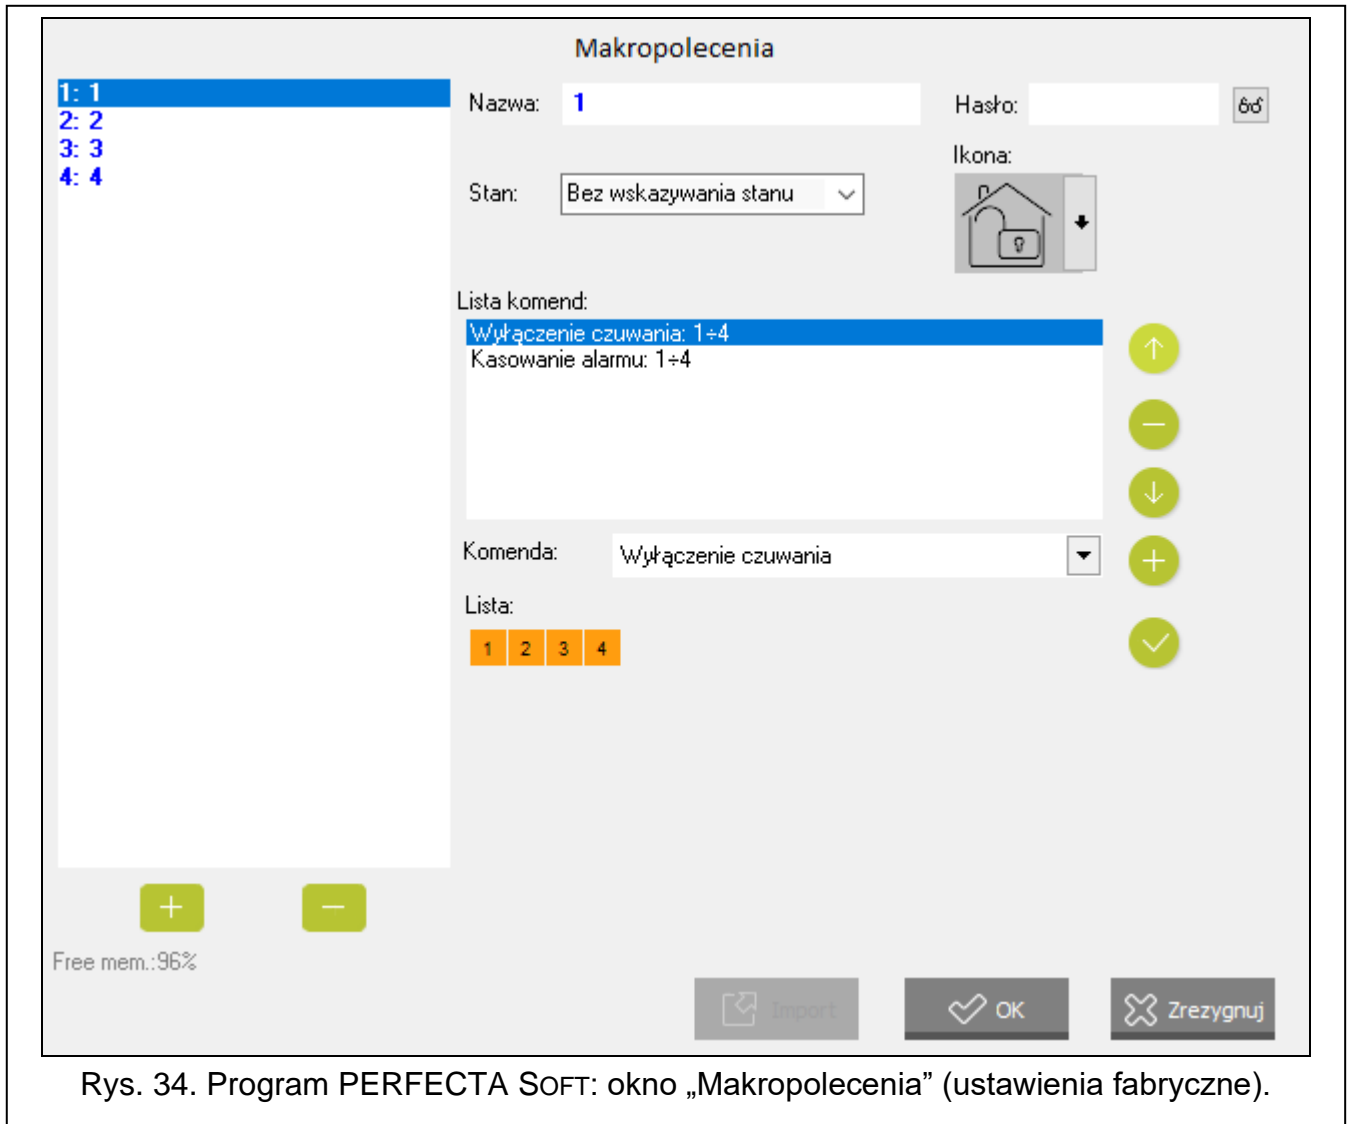 Makropolecenia
1: 1
2: 2
3: 3
4: 4
Nazwa: 1
Hasło:
Ikona:
Stan: Bez wskazywania stanu
Lista komend:
Wyłączenie czuwania: 1÷4
Kasowanie alarmu: 1÷4
Komenda: Wyłączenie czuwania
Lista:
1 2 3 4
Free mem.:96%
Import OK Zrezygnuj
Rys. 34. Program PERFECTA SOFT: okno „Makropolecenia” (ustawienia fabryczne).